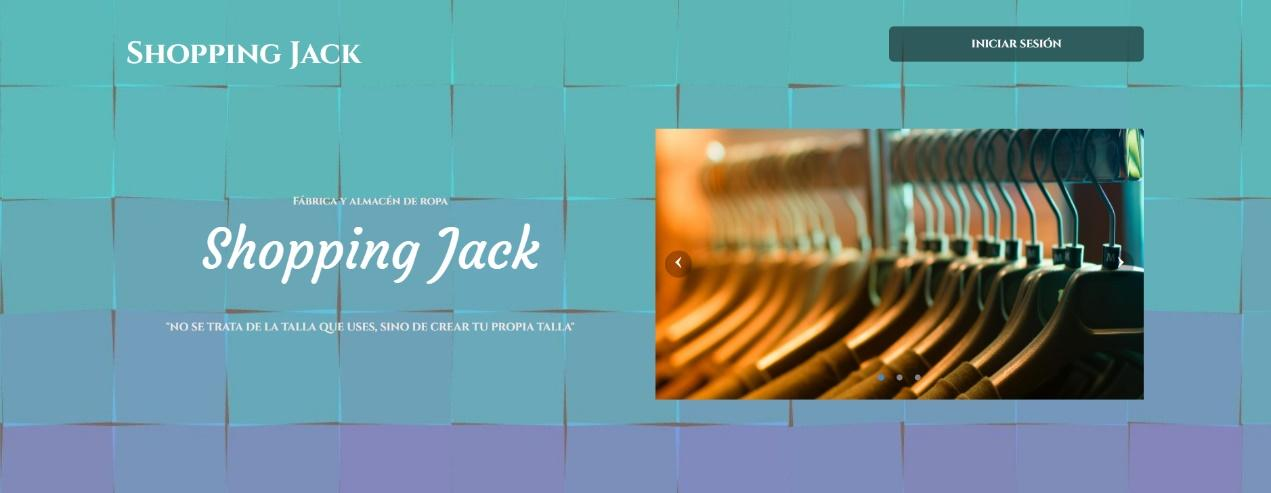 Shopping Jack
INICIAR SESIÓN
Fábrica y almacén de ropa
Shopping Jack
"NO SE TRATA DE LA TALLA QUE USES, SINO DE CREAR TU PROPIA TALLA"